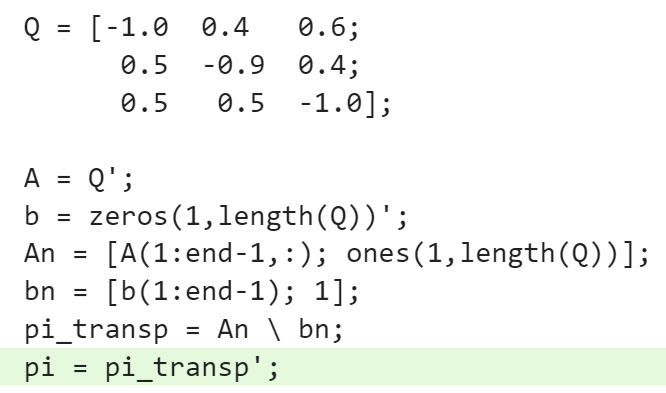 Q = [-1.0 0.4 0.6;
0.5 -0.9 0.4;
0.5 0.5 -1.0];
A = Q';
b = zeros(1,length(Q))';
An = [A(1:end-1,:); ones(1,length(Q))];
bn = [b(1:end-1); 1];
pi_transp = An \ bn;
pi = pi_transp';